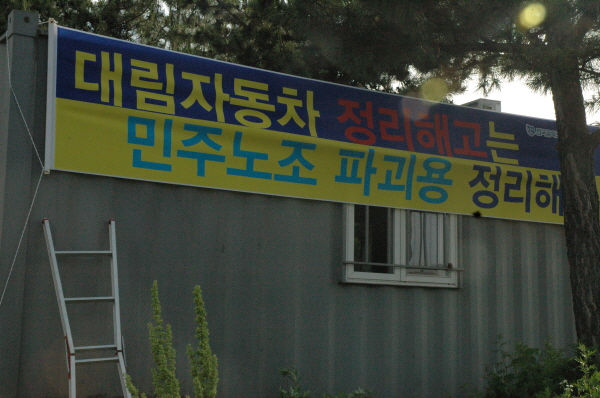 대림자동차 정리해고는
민주노조 파괴용 정리해